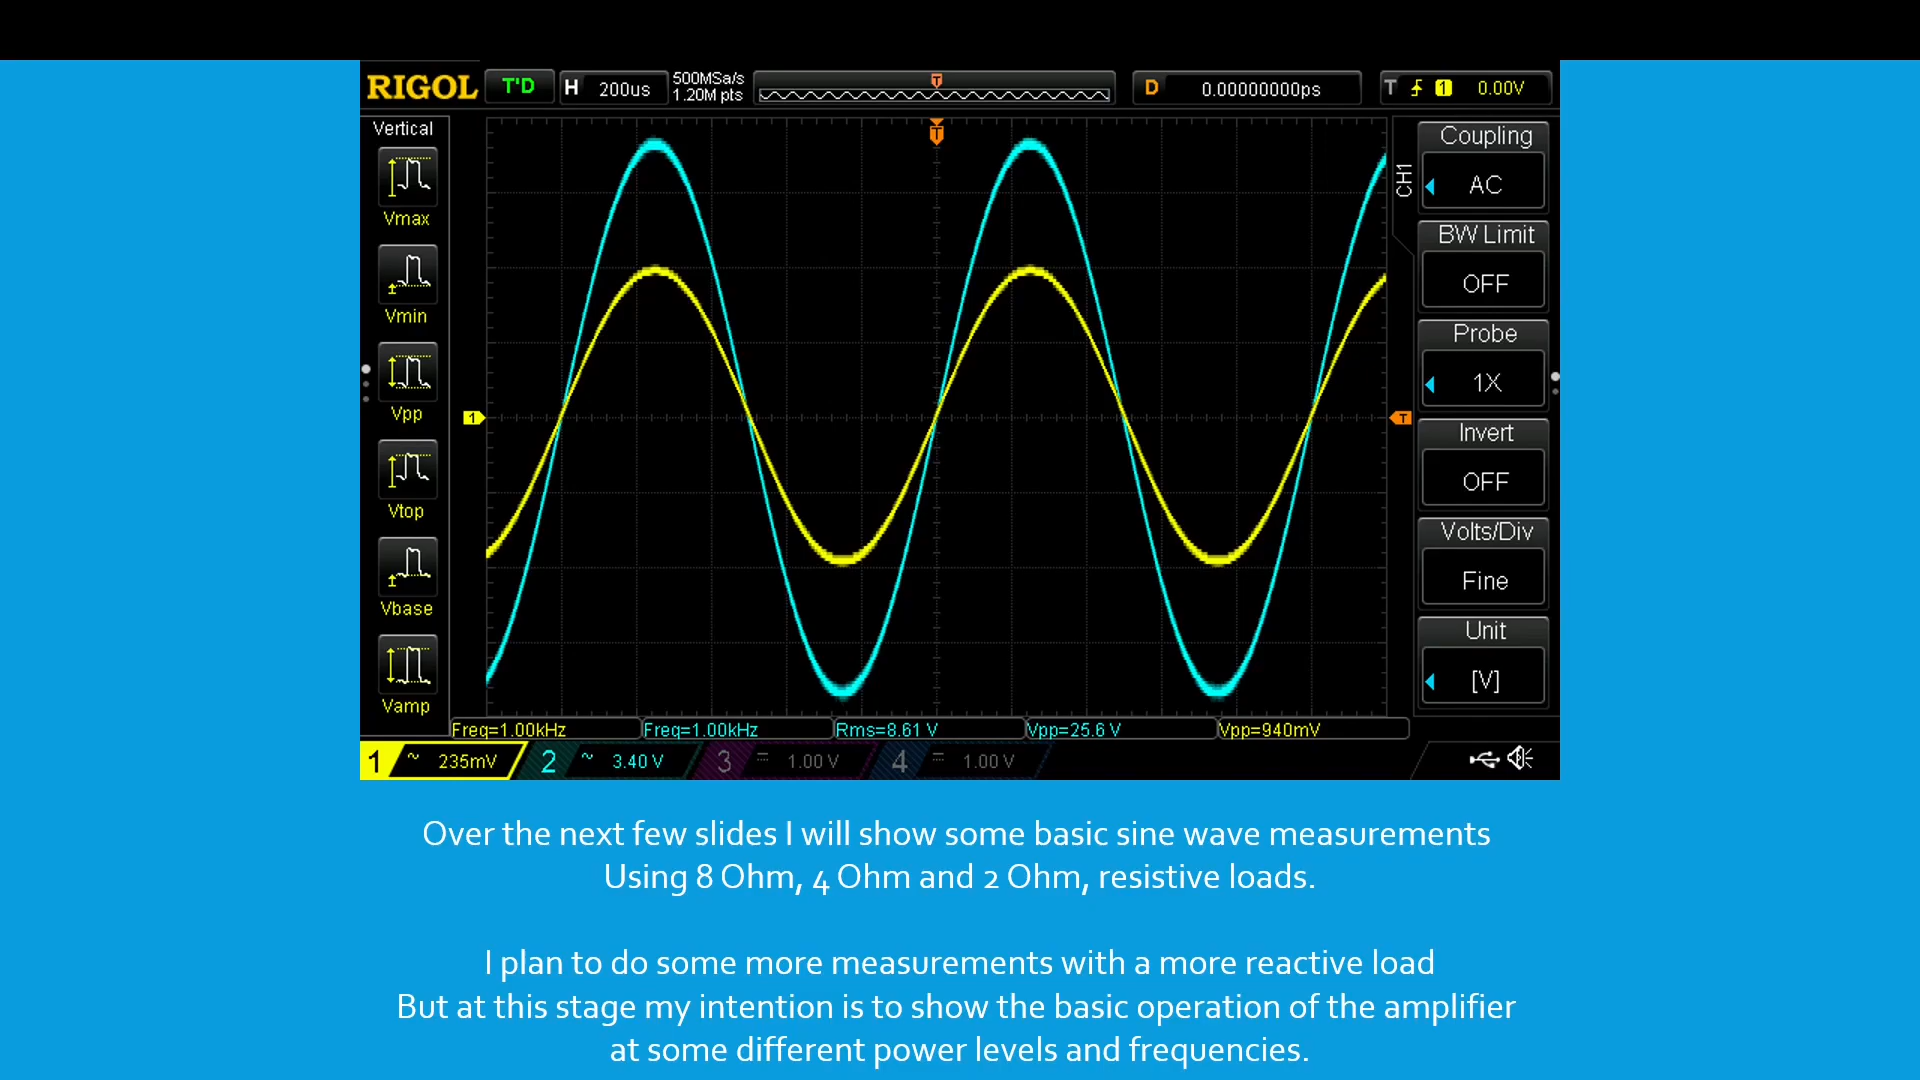 RIGOL T'D H 200us 500MSa/s 1.20M pts D 0.00000000ps T 1 0.00V
T
Vertical
Vmax
Vmin
Vpp
Vtop
Vbase
Vamp
1
T
CH1
Coupling
AC
BW Limit
OFF
Probe
1X
Invert
OFF
Volts/Div
Fine
Unit
[V]
Freq=1.00kHz Freq=1.00kHz Rms=8.61 V Vpp=25.6 V Vpp=940mV
1 ~ 235mV 2 ~ 3.40 V 3 1.00 V 4 1.00 V
Over the next few slides I will show some basic sine wave measurements
Using 8 Ohm, 4 Ohm and 2 Ohm, resistive loads.
I plan to do some more measurements with a more reactive load
But at this stage my intention is to show the basic operation of the amplifier
at some different power levels and frequencies.